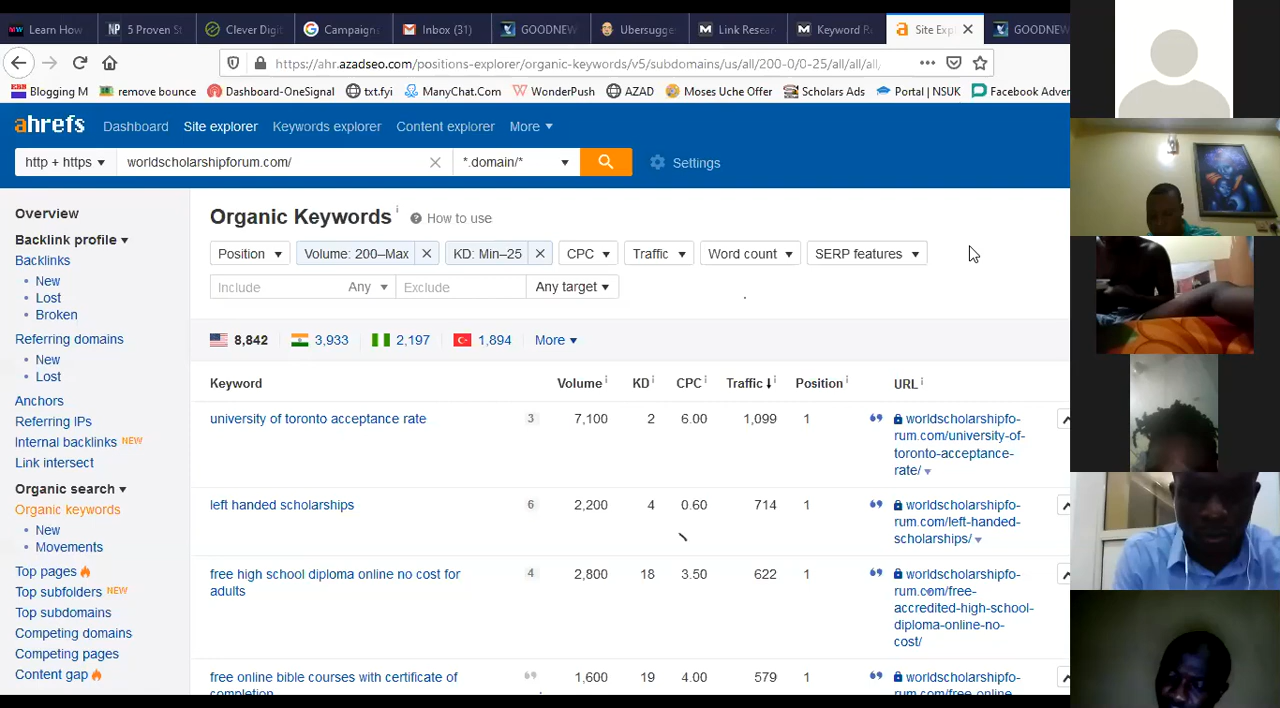 Learn How
5 Proven St
Clever Digit
Campaign
Inbox (31)
GOODNEW
Ubersugge
Link Resear
Keyword R
Site Exp
GOODNEW
https://ahr.azadseo.com/positions-explorer/organic-keywords/v5/subdomains/us/all/200-0/0-25/all/all/all/
Blogging M
remove bounce
Dashboard-OneSignal
txt.fyi
ManyChat.Com
WonderPush
AZAD
Moses Uche Offer
Scholars Ads
Portal | NSUK
Facebook Adver
ahrefs
Dashboard
Site explorer
Keywords explorer
Content explorer
More
http + https
worldscholarshipforum.com/
*.domain/*
Settings
Overview
Backlink profile
Backlinks
New
Lost
Broken
Referring domains
New
Lost
Anchors
Referring IPs
Internal backlinks NEW
Link intersect
Organic search
Organic keywords
New
Movements
Top pages
Top subfolders NEW
Top subdomains
Competing domains
Competing pages
Content gap
Organic Keywords i
How to use
Position
Volume: 200–Max
KD: Min–25
CPC
Traffic
Word count
SERP features
Include
Any
Exclude
Any target
8,842
3,933
2,197
1,894
More
Keyword Volume KD CPC Traffic Position URL
university of toronto acceptance rate 3 7,100 2 6.00 1,099 1 worldscholarshipfo-
rum.com/university-of-
toronto-acceptance-
rate/
left handed scholarships 6 2,200 4 0.60 714 1 worldscholarshipfo-
rum.com/left-handed-
scholarships/
free high school diploma online no cost for 4 2,800 18 3.50 622 1 worldscholarshipfo-
adults rum.com/free-
accredited-high-school-
diploma-online-no-
cost/
free online bible courses with certificate of 1,600 19 4.00 579 1 worldscholarshipfo-
completion rum.com/free-online-